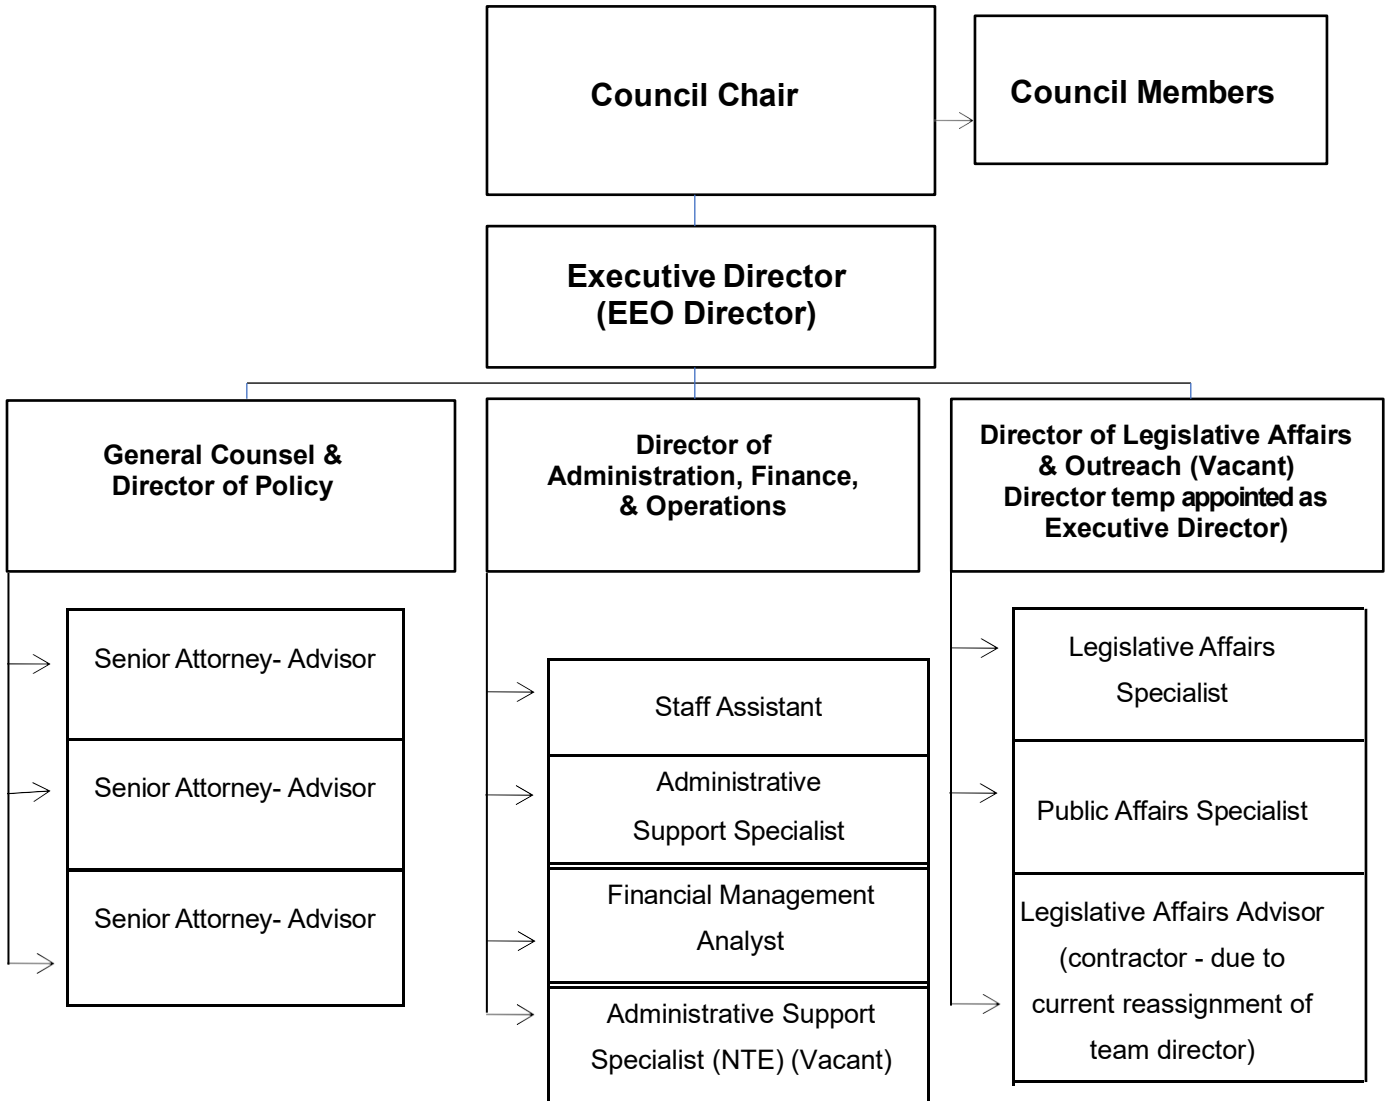 Council Chair
Council Members
Executive Director
(EEO Director)
General Counsel &
Director of Policy
Director of
Administration, Finance,
& Operations
Director of Legislative Affairs
& Outreach (Vacant)
Director temp appointed as
Executive Director)
Senior Attorney- Advisor
Senior Attorney- Advisor
Senior Attorney- Advisor
Staff Assistant
Administrative
Support Specialist
Financial Management
Analyst
Administrative Support
Specialist (NTE) (Vacant)
Legislative Affairs
Specialist
Public Affairs Specialist
Legislative Affairs Advisor
(contractor - due to
current reassignment of
team director)